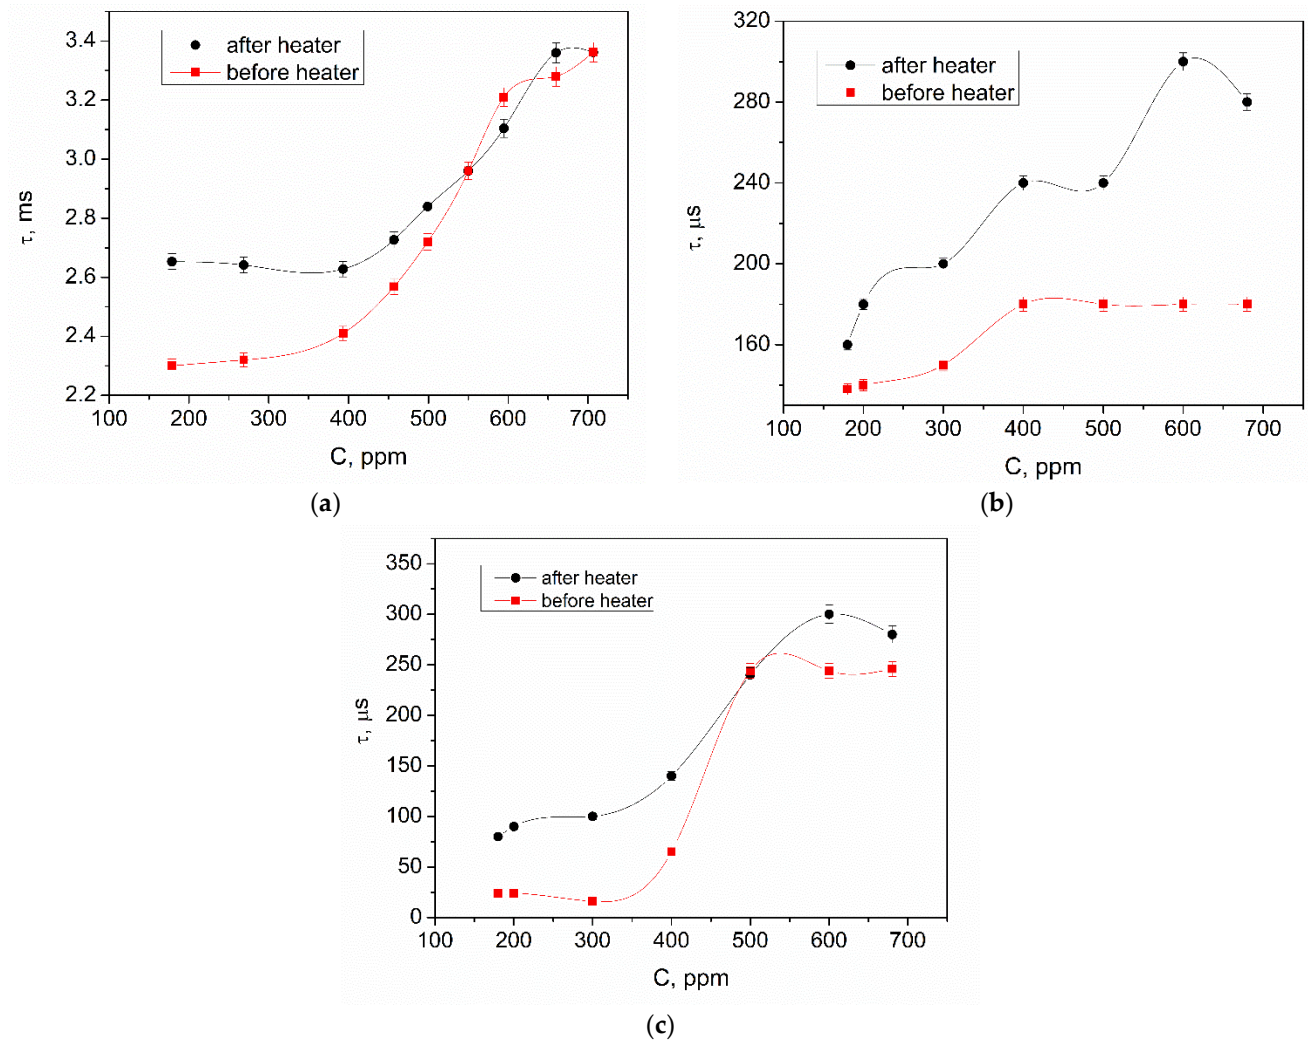 after heater
before heater
3.4
3.2
3.0
2.8
2.6
2.4
2.2
τ, ms
100 200 300 400 500 600 700
C, ppm
(a)
after heater
before heater
320
280
240
200
160
τ, μs
100 200 300 400 500 600 700
C, ppm
(b)
after heater
before heater
350
300
250
200
150
100
50
0
τ, μs
100 200 300 400 500 600 700
C, ppm
(c)